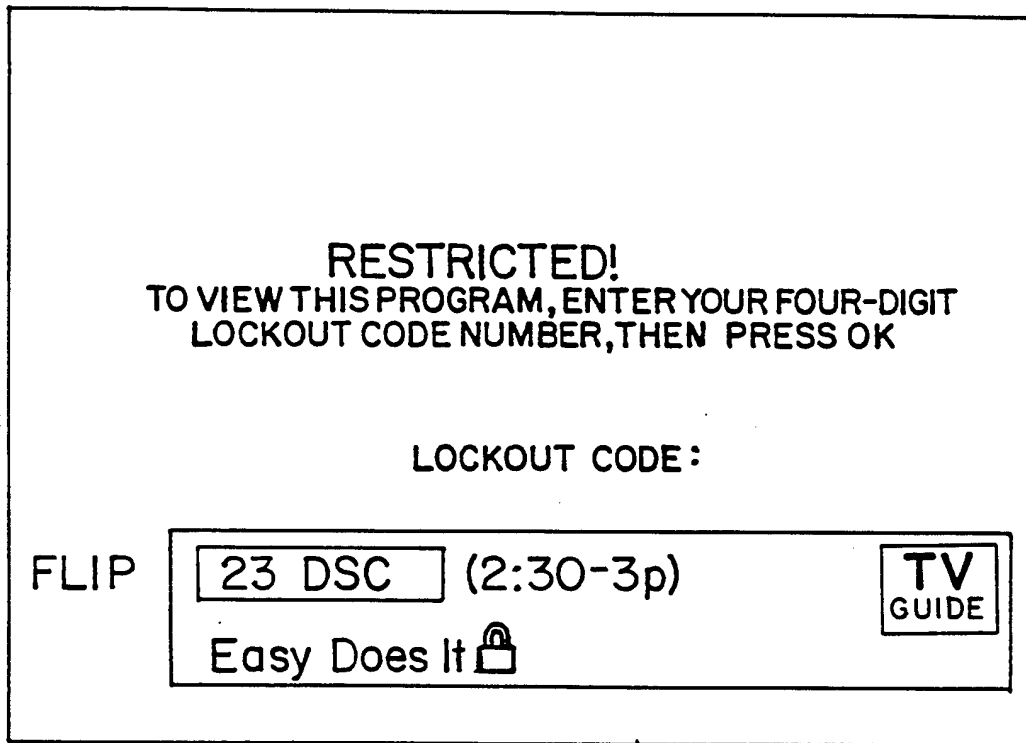 RESTRICTED!
TO VIEW THIS PROGRAM, ENTER YOUR FOUR-DIGIT
LOCKOUT CODE NUMBER, THEN PRESS OK
LOCKOUT CODE:
FLIP
23 DSC (2:30-3p)
TV
GUIDE
Easy Does It